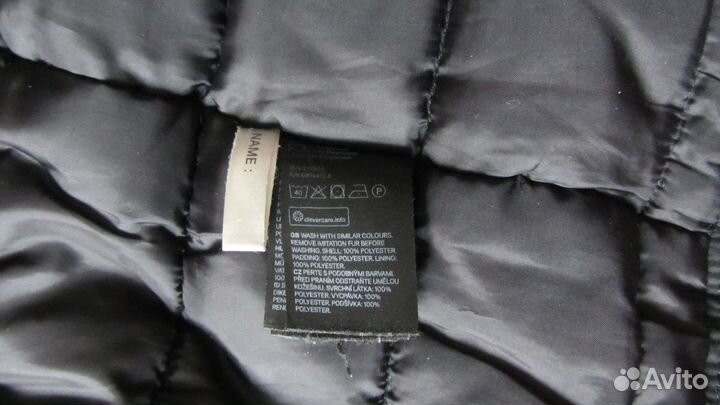 NAME :
40
P
clevercare.info
GB WASH WITH SIMILAR COLOURS.
REMOVE IMITATION FUR BEFORE
WASHING. SHELL: 100% POLYESTER.
PADDING: 100% POLYESTER. LINING:
100% POLYESTER.
CZ PERTE S PODOBNÝMI BARVAMI.
PŘED PRANÍM ODSTRAŇTE UMĚLOU
KOŽEŠINU. SVRCHNÍ LÁTKA: 100%
POLYESTER. VYCPÁVKA: 100%
POLYESTER. PODŠÍVKA: 100%
POLYESTER.
Avito